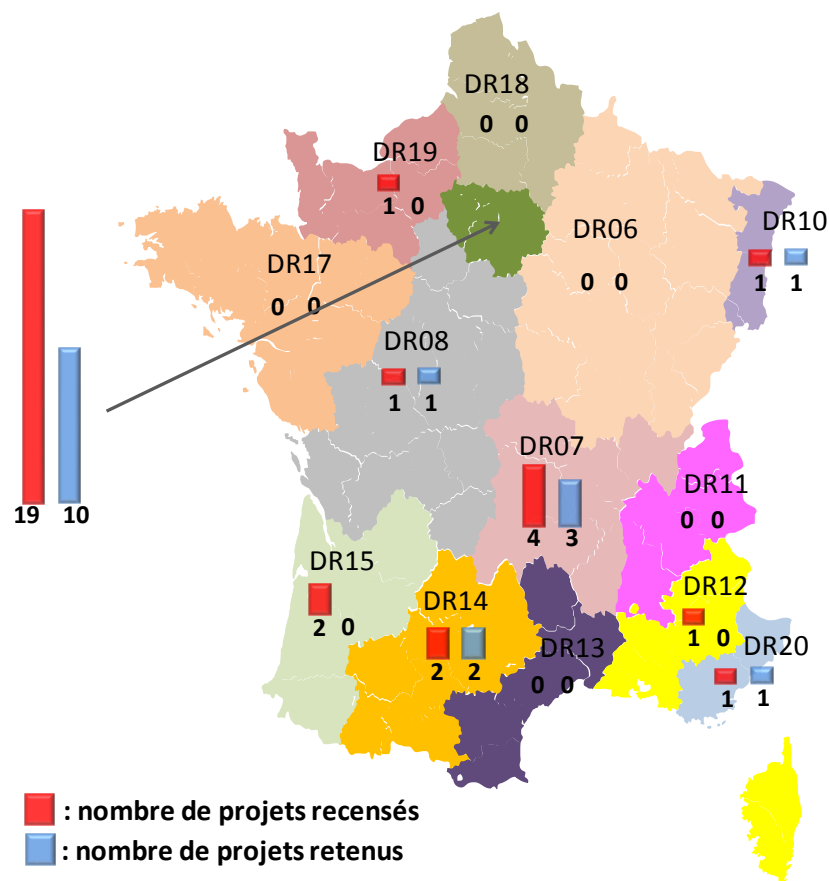 DR18
0 0
DR19
1 0
DR10
1 1
DR06
0 0
DR17
0 0
DR08
1 1
19 10
DR07
4 3
DR11
0 0
DR15
2 0
DR14
2 2
DR12
1 0
DR13
0 0
DR20
1 1
: nombre de projets recensés
: nombre de projets retenus